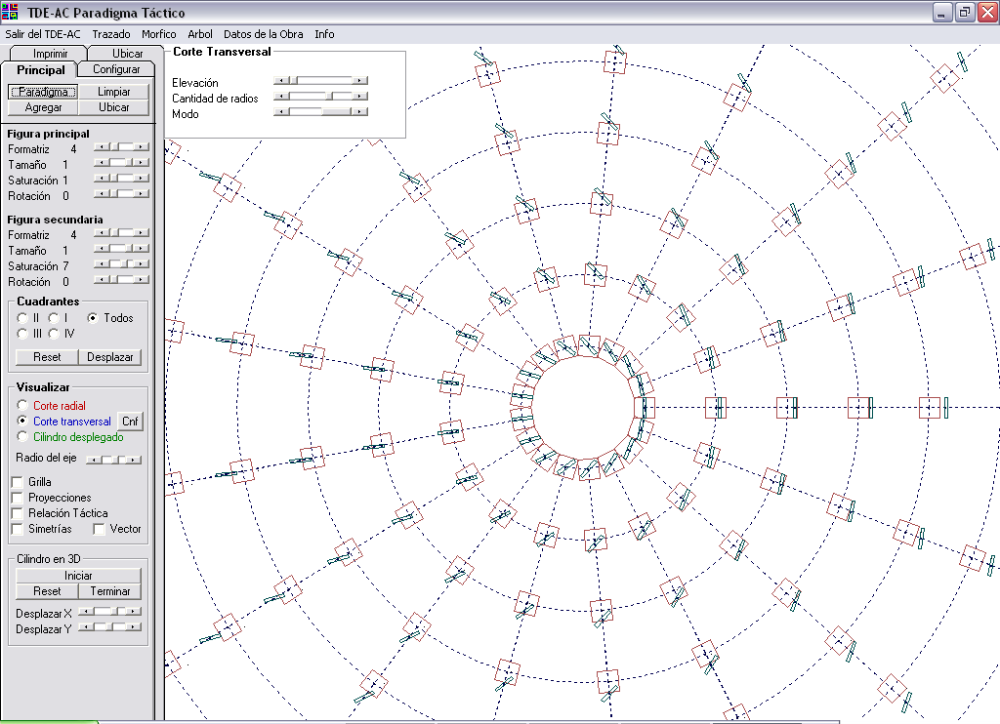 TDE-AC Paradigma Táctico
Salir del TDE-AC Trazado Morfico Arbol Datos de la Obra Info
Imprimir Ubicar
Principal Configurar
Paradigma Limpiar
Agregar Ubicar
Figura principal
Formatriz 4
Tamaño 1
Saturación 1
Rotación 0
Figura secundaria
Formatriz 4
Tamaño 1
Saturación 7
Rotación 0
Cuadrantes
II I Todos
III IV
Reset Desplazar
Visualizar
Corte radial
Corte transversal Cnf
Cilindro desplegado
Radio del eje
Grilla
Proyecciones
Relación Táctica
Simetrías Vector
Cilindro en 3D
Iniciar
Reset Terminar
Desplazar X
Desplazar Y
Corte Transversal
Elevación
Cantidad de radios
Modo